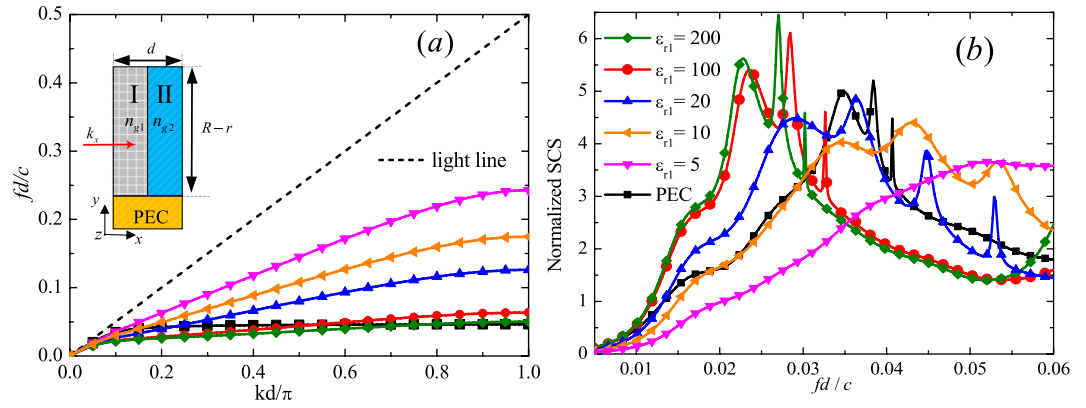 (a)
0.5
0.4
0.3
0.2
0.1
0.0
fd/c
0.0
0.2
0.4
0.6
0.8
1.0
kd/π
d
I
II
n_g1
n_g2
k_x
R−r
PEC
y
z
x
light line
(b)
6
5
4
3
2
1
0
Normalized SCS
ε_r1 = 200
ε_r1 = 100
ε_r1 = 20
ε_r1 = 10
ε_r1 = 5
PEC
0.01
0.02
0.03
0.04
0.05
0.06
fd / c